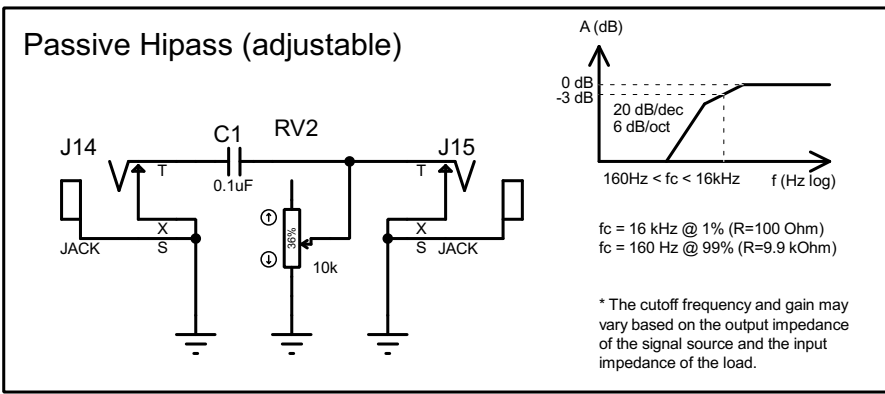 Passive Hipass (adjustable)
J14
T
X
S
JACK
C1
0.1uF
RV2
36%
10k
J15
T
X
S
JACK
A (dB)
0 dB
-3 dB
20 dB/dec
6 dB/oct
160Hz < fc < 16kHz
f (Hz log)
fc = 16 kHz @ 1% (R=100 Ohm)
fc = 160 Hz @ 99% (R=9.9 kOhm)
* The cutoff frequency and gain may
vary based on the output impedance
of the signal source and the input
impedance of the load.